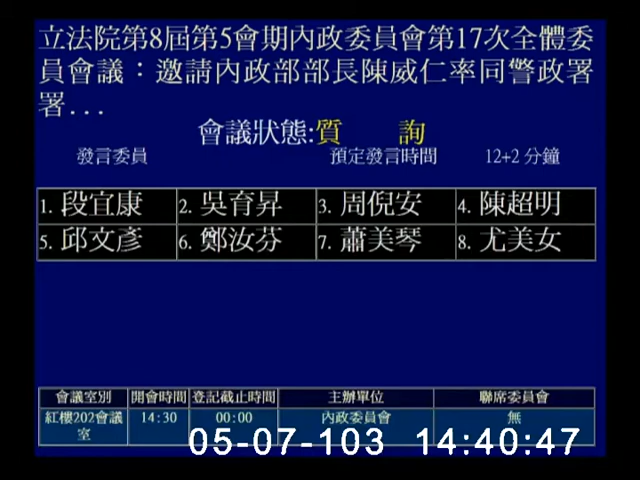 立法院第8屆第5會期內政委員會第17次全體委
員會議：邀請內政部部長陳威仁率同警政署
署...
會議狀態:質 詢
發言委員 預定發言時間 12+2 分鐘
1. 段宜康 2. 吳育昇 3. 周倪安 4. 陳超明
5. 邱文彥 6. 鄭汝芬 7. 蕭美琴 8. 尤美女
會議室別 開會時間 登記截止時間 主辦單位 聯席委員會
紅樓202會議 14:30 00:00 內政委員會 無
室
05-07-103 14:40:47